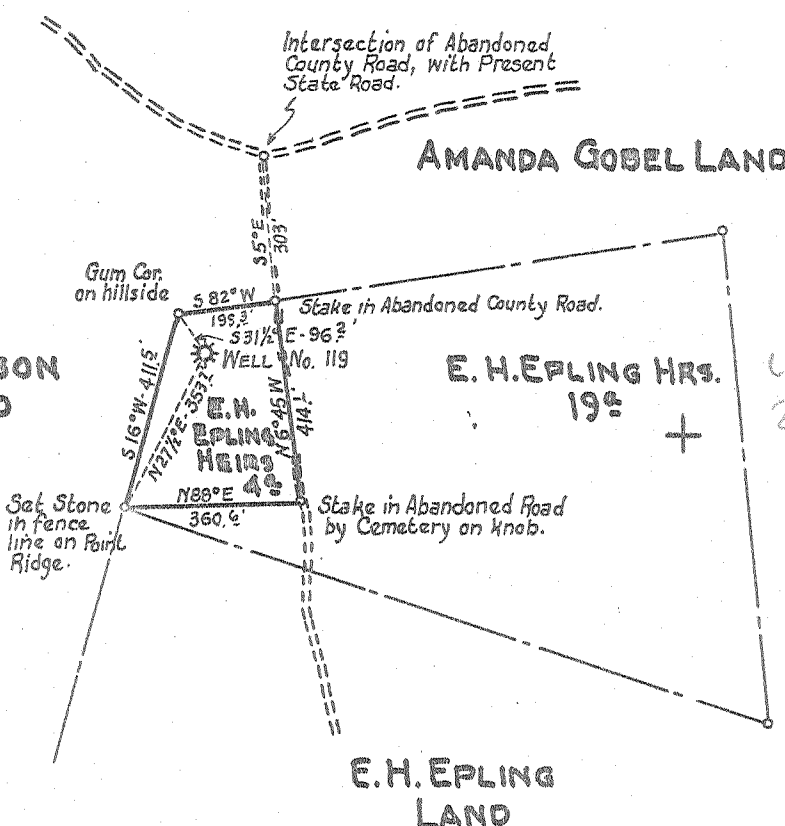 Intersection of Abandoned
County Road, with Present
State Road.
AMANDA GOBEL LAND
S5°E
303'
Gum Cor.
on hillside
S 82° W
195.3'
Stake in Abandoned County Road.
S31½° E-96.2'
WELL No. 119
S16°W-411.5'
N27½°E-353.1'
N6°45'W
414.1'
E. H. EPLING HRS.
19a
E.H.
EPLING
HEIRS
4a
Set Stone
in fence
line on Point
Ridge.
N88°E
360.6'
Stake in Abandoned Road
by Cemetery on Knob.
E.H. EPLING
LAND